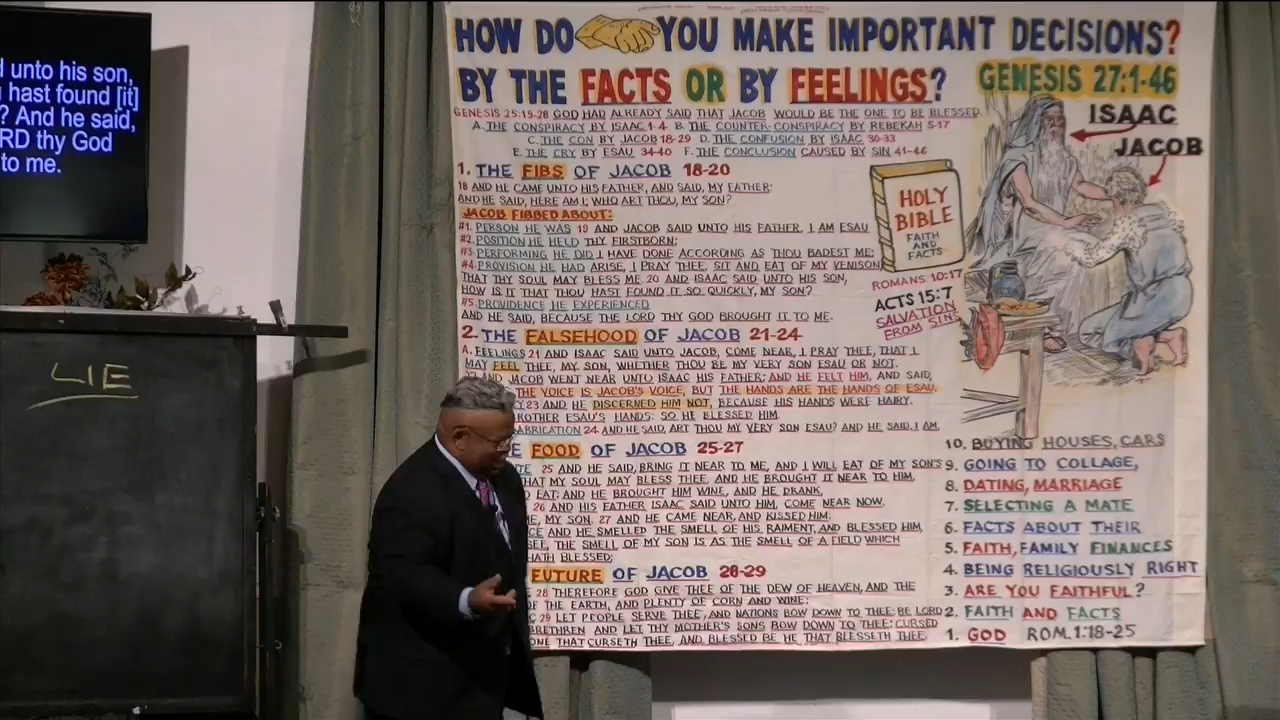 d unto his son,
hast found [it]
? And he said,
RD thy God
to me.
LIE
HOW DO YOU MAKE IMPORTANT DECISIONS?
BY THE FACTS OR BY FEELINGS?
GENESIS 27:1-46
GENESIS 25:19-28 GOD HAD ALREADY SAID THAT JACOB WOULD BE THE ONE TO BE BLESSED.
A. THE CONSPIRACY BY ISAAC 1-4 B. THE COUNTER-CONSPIRACY BY REBEKAH 5-17
C. THE CON BY JACOB 18-29 D. THE CONFUSION BY ISAAC 30-33
E. THE CRY BY ESAU 34-40 F. THE CONCLUSION CAUSED BY SIN 41-46
ISAAC
JACOB
1. THE FIBS OF JACOB 18-20
18 AND HE CAME UNTO HIS FATHER, AND SAID, MY FATHER:
AND HE SAID, HERE AM I; WHO ART THOU, MY SON?
JACOB FIBBED ABOUT:
#1. PERSON HE WAS 19 AND JACOB SAID UNTO HIS FATHER, I AM ESAU
#2. POSITION HE HELD THY FIRSTBORN;
#3. PERFORMING HE DID I HAVE DONE ACCORDING AS THOU BADEST ME:
#4. PROVISION HE HAD ARISE, I PRAY THEE, SIT AND EAT OF MY VENISON
THAT THY SOUL MAY BLESS ME 20 AND ISAAC SAID UNTO HIS SON,
HOW IS IT THAT THOU HAST FOUND IT SO QUICKLY, MY SON?
#5. PROVIDENCE HE EXPERIENCED
AND HE SAID, BECAUSE THE LORD THY GOD BROUGHT IT TO ME.
HOLY
BIBLE
FAITH
AND
FACTS
ROMANS 10:17
ACTS 15:7
SALVATION
FROM SIN
2. THE FALSEHOOD OF JACOB 21-24
A. FEELINGS 21 AND ISAAC SAID UNTO JACOB, COME NEAR, I PRAY THEE, THAT I
MAY FEEL THEE, MY SON, WHETHER THOU BE MY VERY SON ESAU OR NOT.
AND JACOB WENT NEAR UNTO ISAAC HIS FATHER; AND HE FELT HIM, AND SAID,
THE VOICE IS JACOB'S VOICE, BUT THE HANDS ARE THE HANDS OF ESAU.
23 AND HE DISCERNED HIM NOT, BECAUSE HIS HANDS WERE HAIRY.
ROTHER ESAU'S HANDS: SO HE BLESSED HIM.
ABRICATION 24 AND HE SAID, ART THOU MY VERY SON ESAU? AND HE SAID, I AM
E FOOD OF JACOB 25-27
TE 25 AND HE SAID, BRING IT NEAR TO ME, AND I WILL EAT OF MY SON'S
HAT MY SOUL MAY BLESS THEE. AND HE BROUGHT IT NEAR TO HIM,
EAT: AND HE BROUGHT HIM WINE, AND HE DRANK.
26 AND HIS FATHER ISAAC SAID UNTO HIM, COME NEAR NOW,
ME, MY SON. 27 AND HE CAME NEAR, AND KISSED HIM:
CE AND HE SMELLED THE SMELL OF HIS RAIMENT, AND BLESSED HIM,
SEE, THE SMELL OF MY SON IS AS THE SMELL OF A FIELD WHICH
HATH BLESSED:
FUTURE OF JACOB 28-29
28 THEREFORE GOD GIVE THEE OF THE DEW OF HEAVEN, AND THE
OF THE EARTH, AND PLENTY OF CORN AND WINE:
29 LET PEOPLE SERVE THEE, AND NATIONS BOW DOWN TO THEE: BE LORD
BRETHREN AND LET THY MOTHER'S SONS BOW DOWN TO THEE: CURSED
ONE THAT CURSETH THEE, AND BLESSED BE HE THAT BLESSETH THEE
10. BUYING HOUSES, CARS
9. GOING TO COLLAGE,
8. DATING, MARRIAGE
7. SELECTING A MATE
6. FACTS ABOUT THEIR
5. FAITH, FAMILY FINANCES
4. BEING RELIGIOUSLY RIGHT
3. ARE YOU FAITHFUL?
2. FAITH AND FACTS
1. GOD ROM. 1:18-25